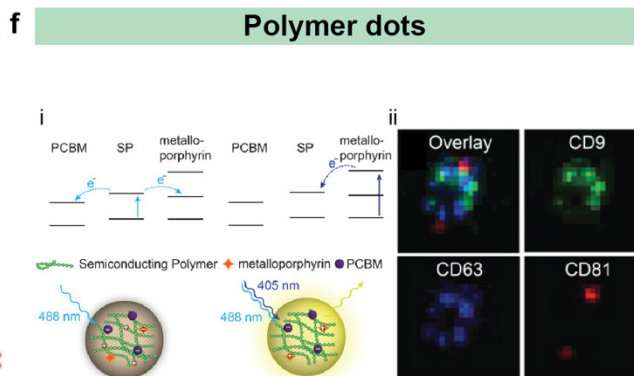 f Polymer dots
i
PCBM SP metallo-
porphyrin PCBM SP metallo-
porphyrin
e⁻ e⁻ e⁻
Semiconducting Polymer metalloporphyrin PCBM
488 nm
405 nm
488 nm
ii
Overlay CD9
CD63 CD81